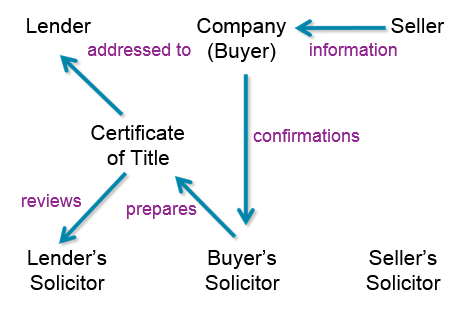 Lender
Company
(Buyer)
Seller
addressed to
information
Certificate
of Title
confirmations
reviews
prepares
Lender's
Solicitor
Buyer's
Solicitor
Seller's
Solicitor